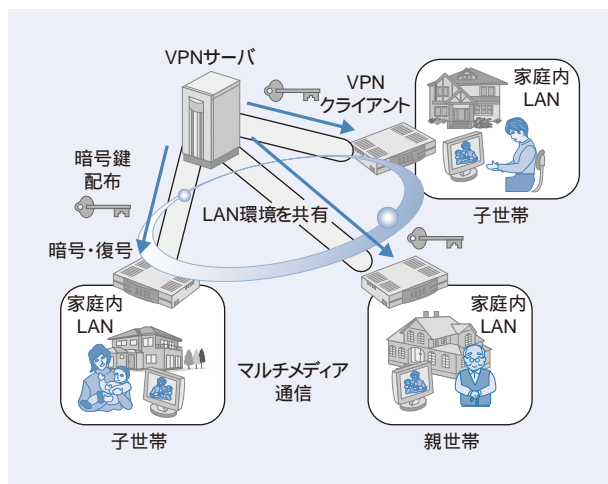 VPNサーバ
VPN
クライアント
家庭内
LAN
子世帯
暗号鍵
配布
LAN環境を共有
暗号・復号
家庭内
LAN
子世帯
マルチメディア
通信
家庭内
LAN
親世帯